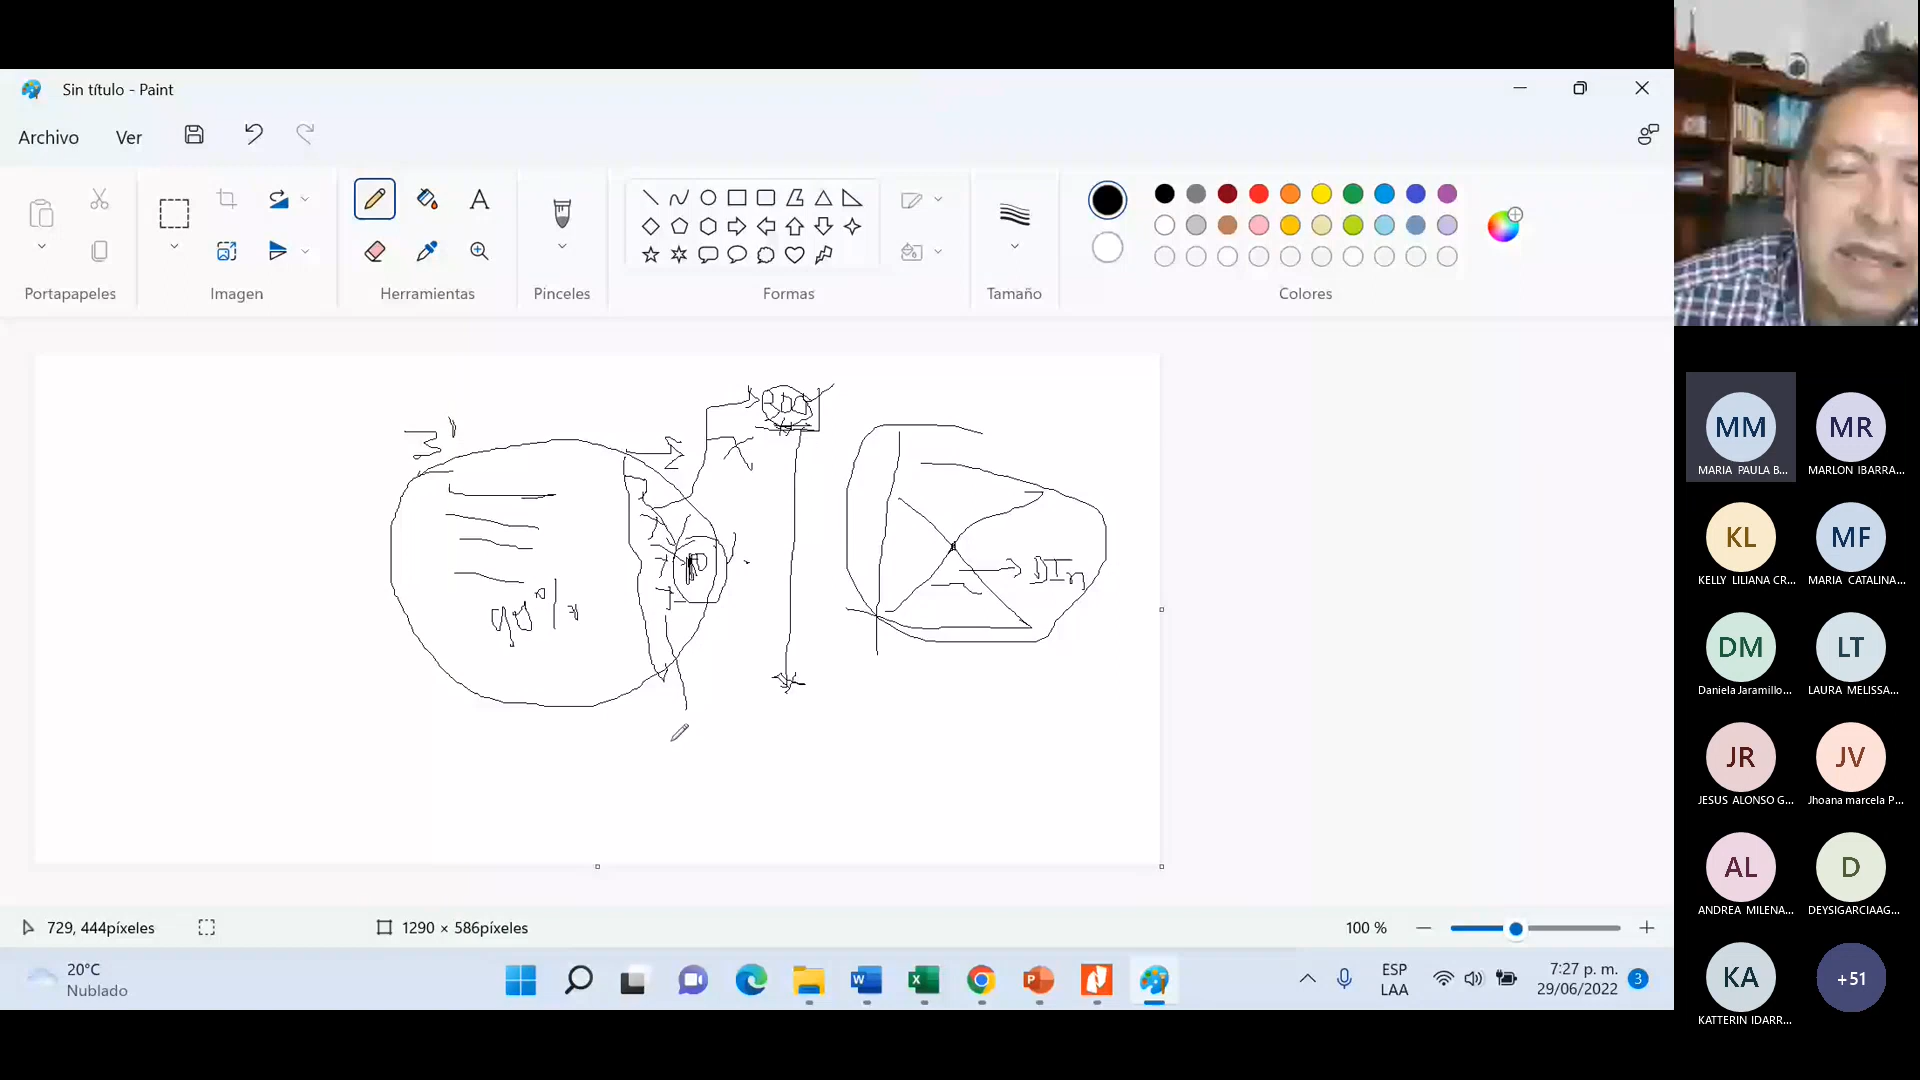 Sin título - Paint
Archivo
Ver
Portapapeles
Imagen
Herramientas
Pinceles
Formas
Tamaño
Colores
90%
DIn
MM
MARIA PAULA B...
MR
MARLON IBARRA...
KL
KELLY LILIANA CR...
MF
MARIA CATALINA...
DM
Daniela Jaramillo...
LT
LAURA MELISSA...
JR
JESUS ALONSO G...
JV
Jhoana marcela P...
AL
ANDREA MILENA...
D
DEYSIGARCIAAG...
KA
KATTERIN IDARR...
+51
729, 444píxeles
1290 × 586píxeles
100 %
20°C
Nublado
ESP
LAA
7:27 p. m.
29/06/2022
3